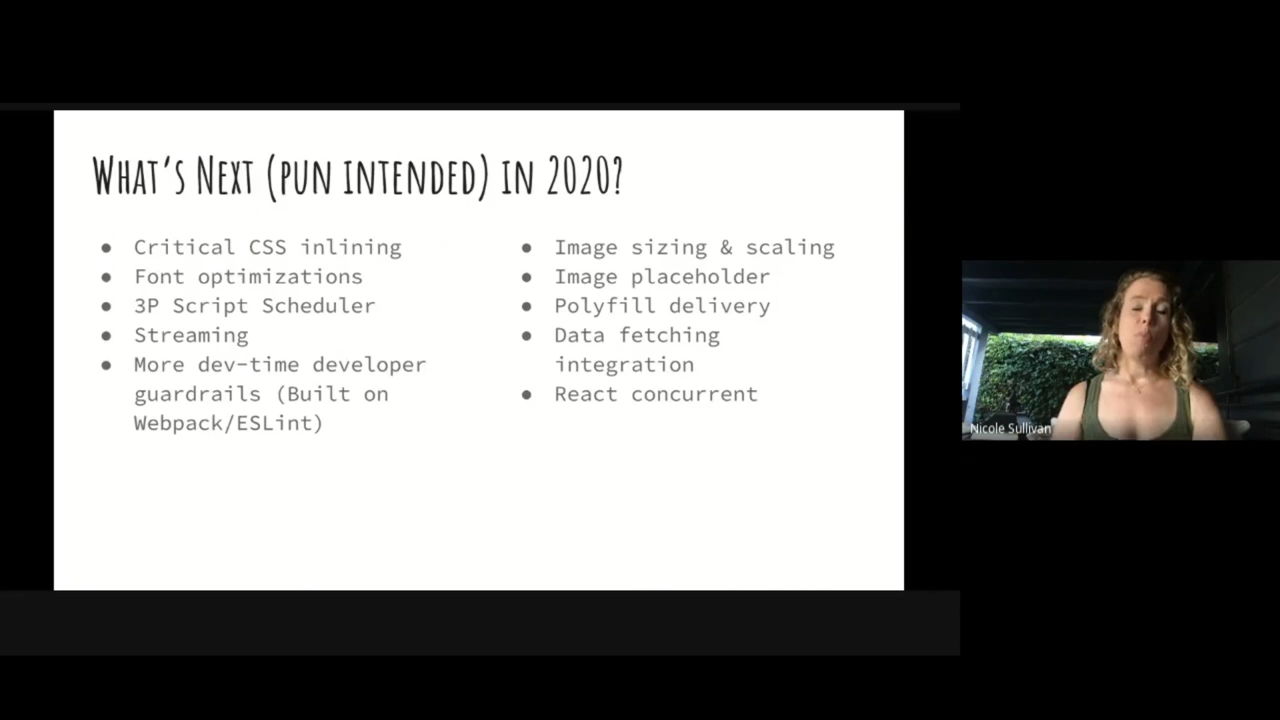 What's Next (pun intended) in 2020?
● Critical CSS inlining
● Font optimizations
● 3P Script Scheduler
● Streaming
● More dev-time developer
guardrails (Built on
Webpack/ESLint)
● Image sizing & scaling
● Image placeholder
● Polyfill delivery
● Data fetching
integration
● React concurrent
Nicole Sullivan